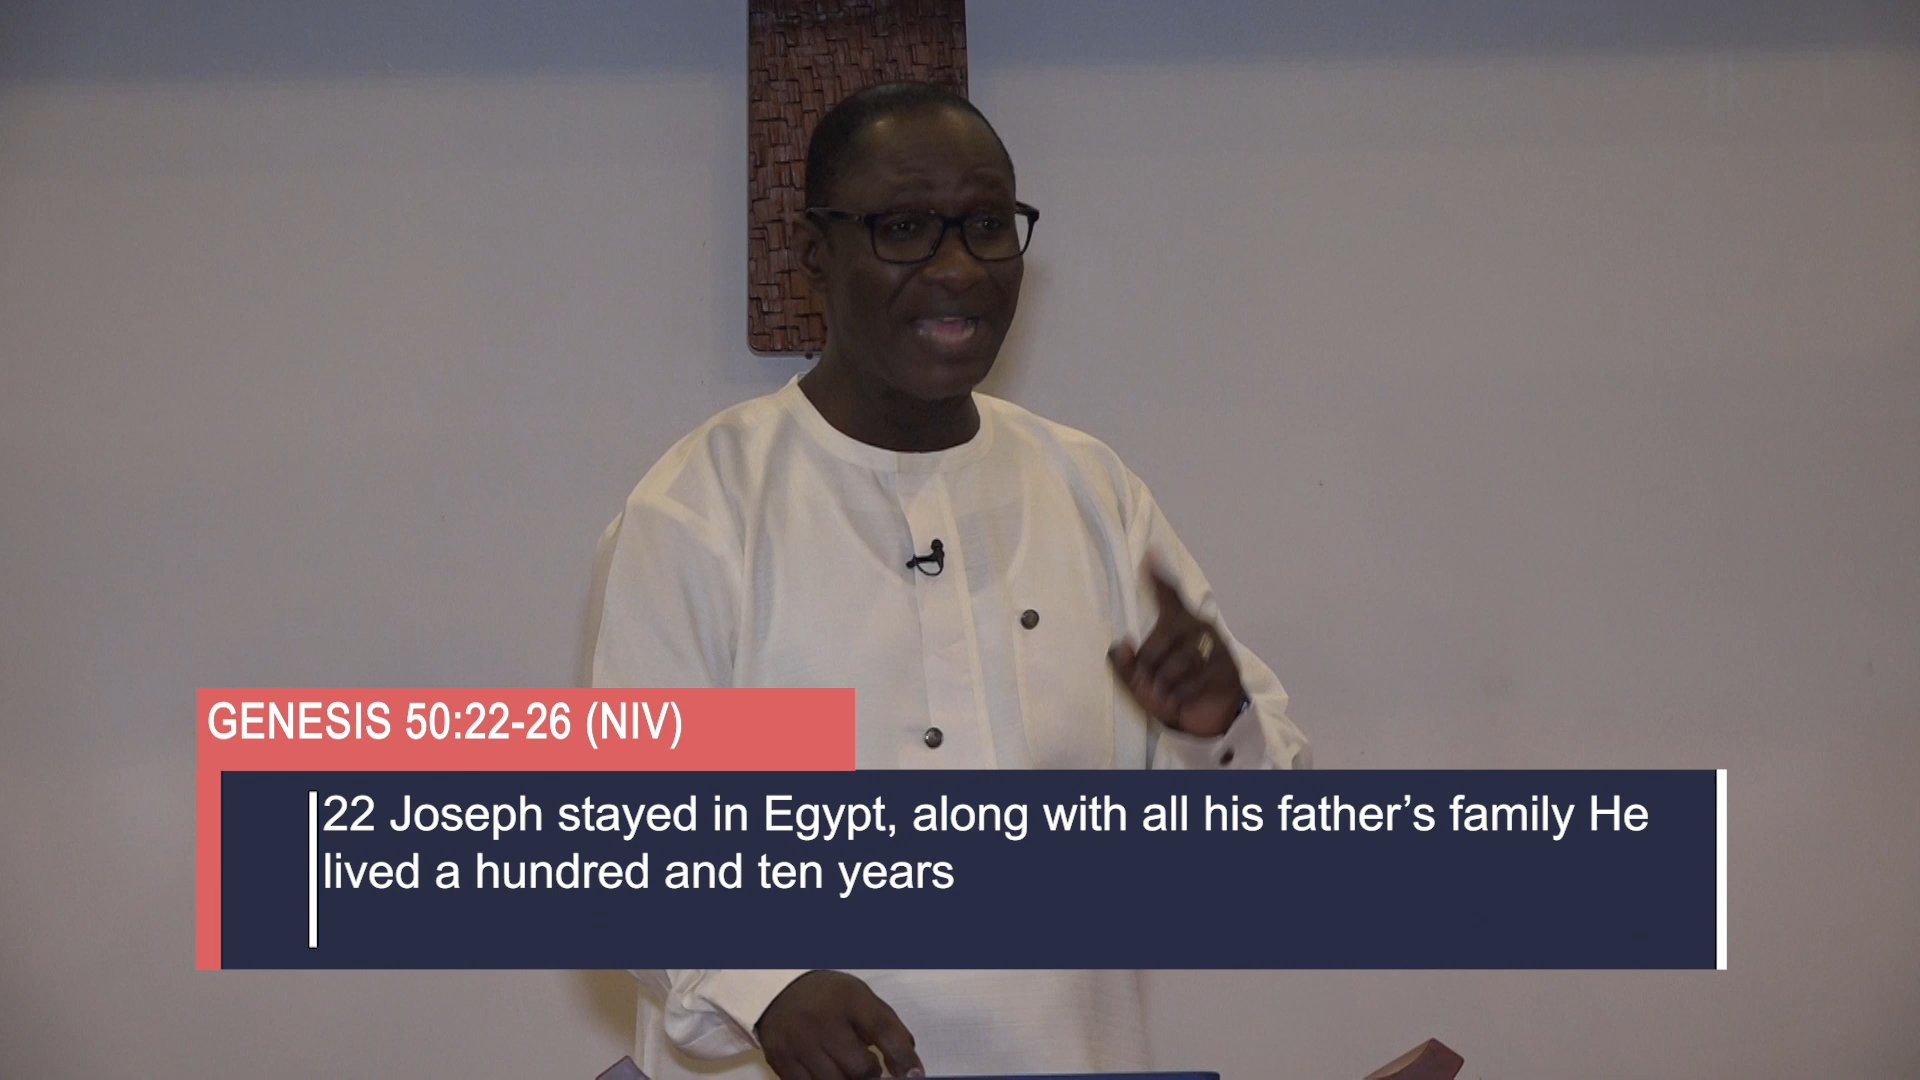 GENESIS 50:22-26 (NIV)
22 Joseph stayed in Egypt, along with all his father’s family He
lived a hundred and ten years